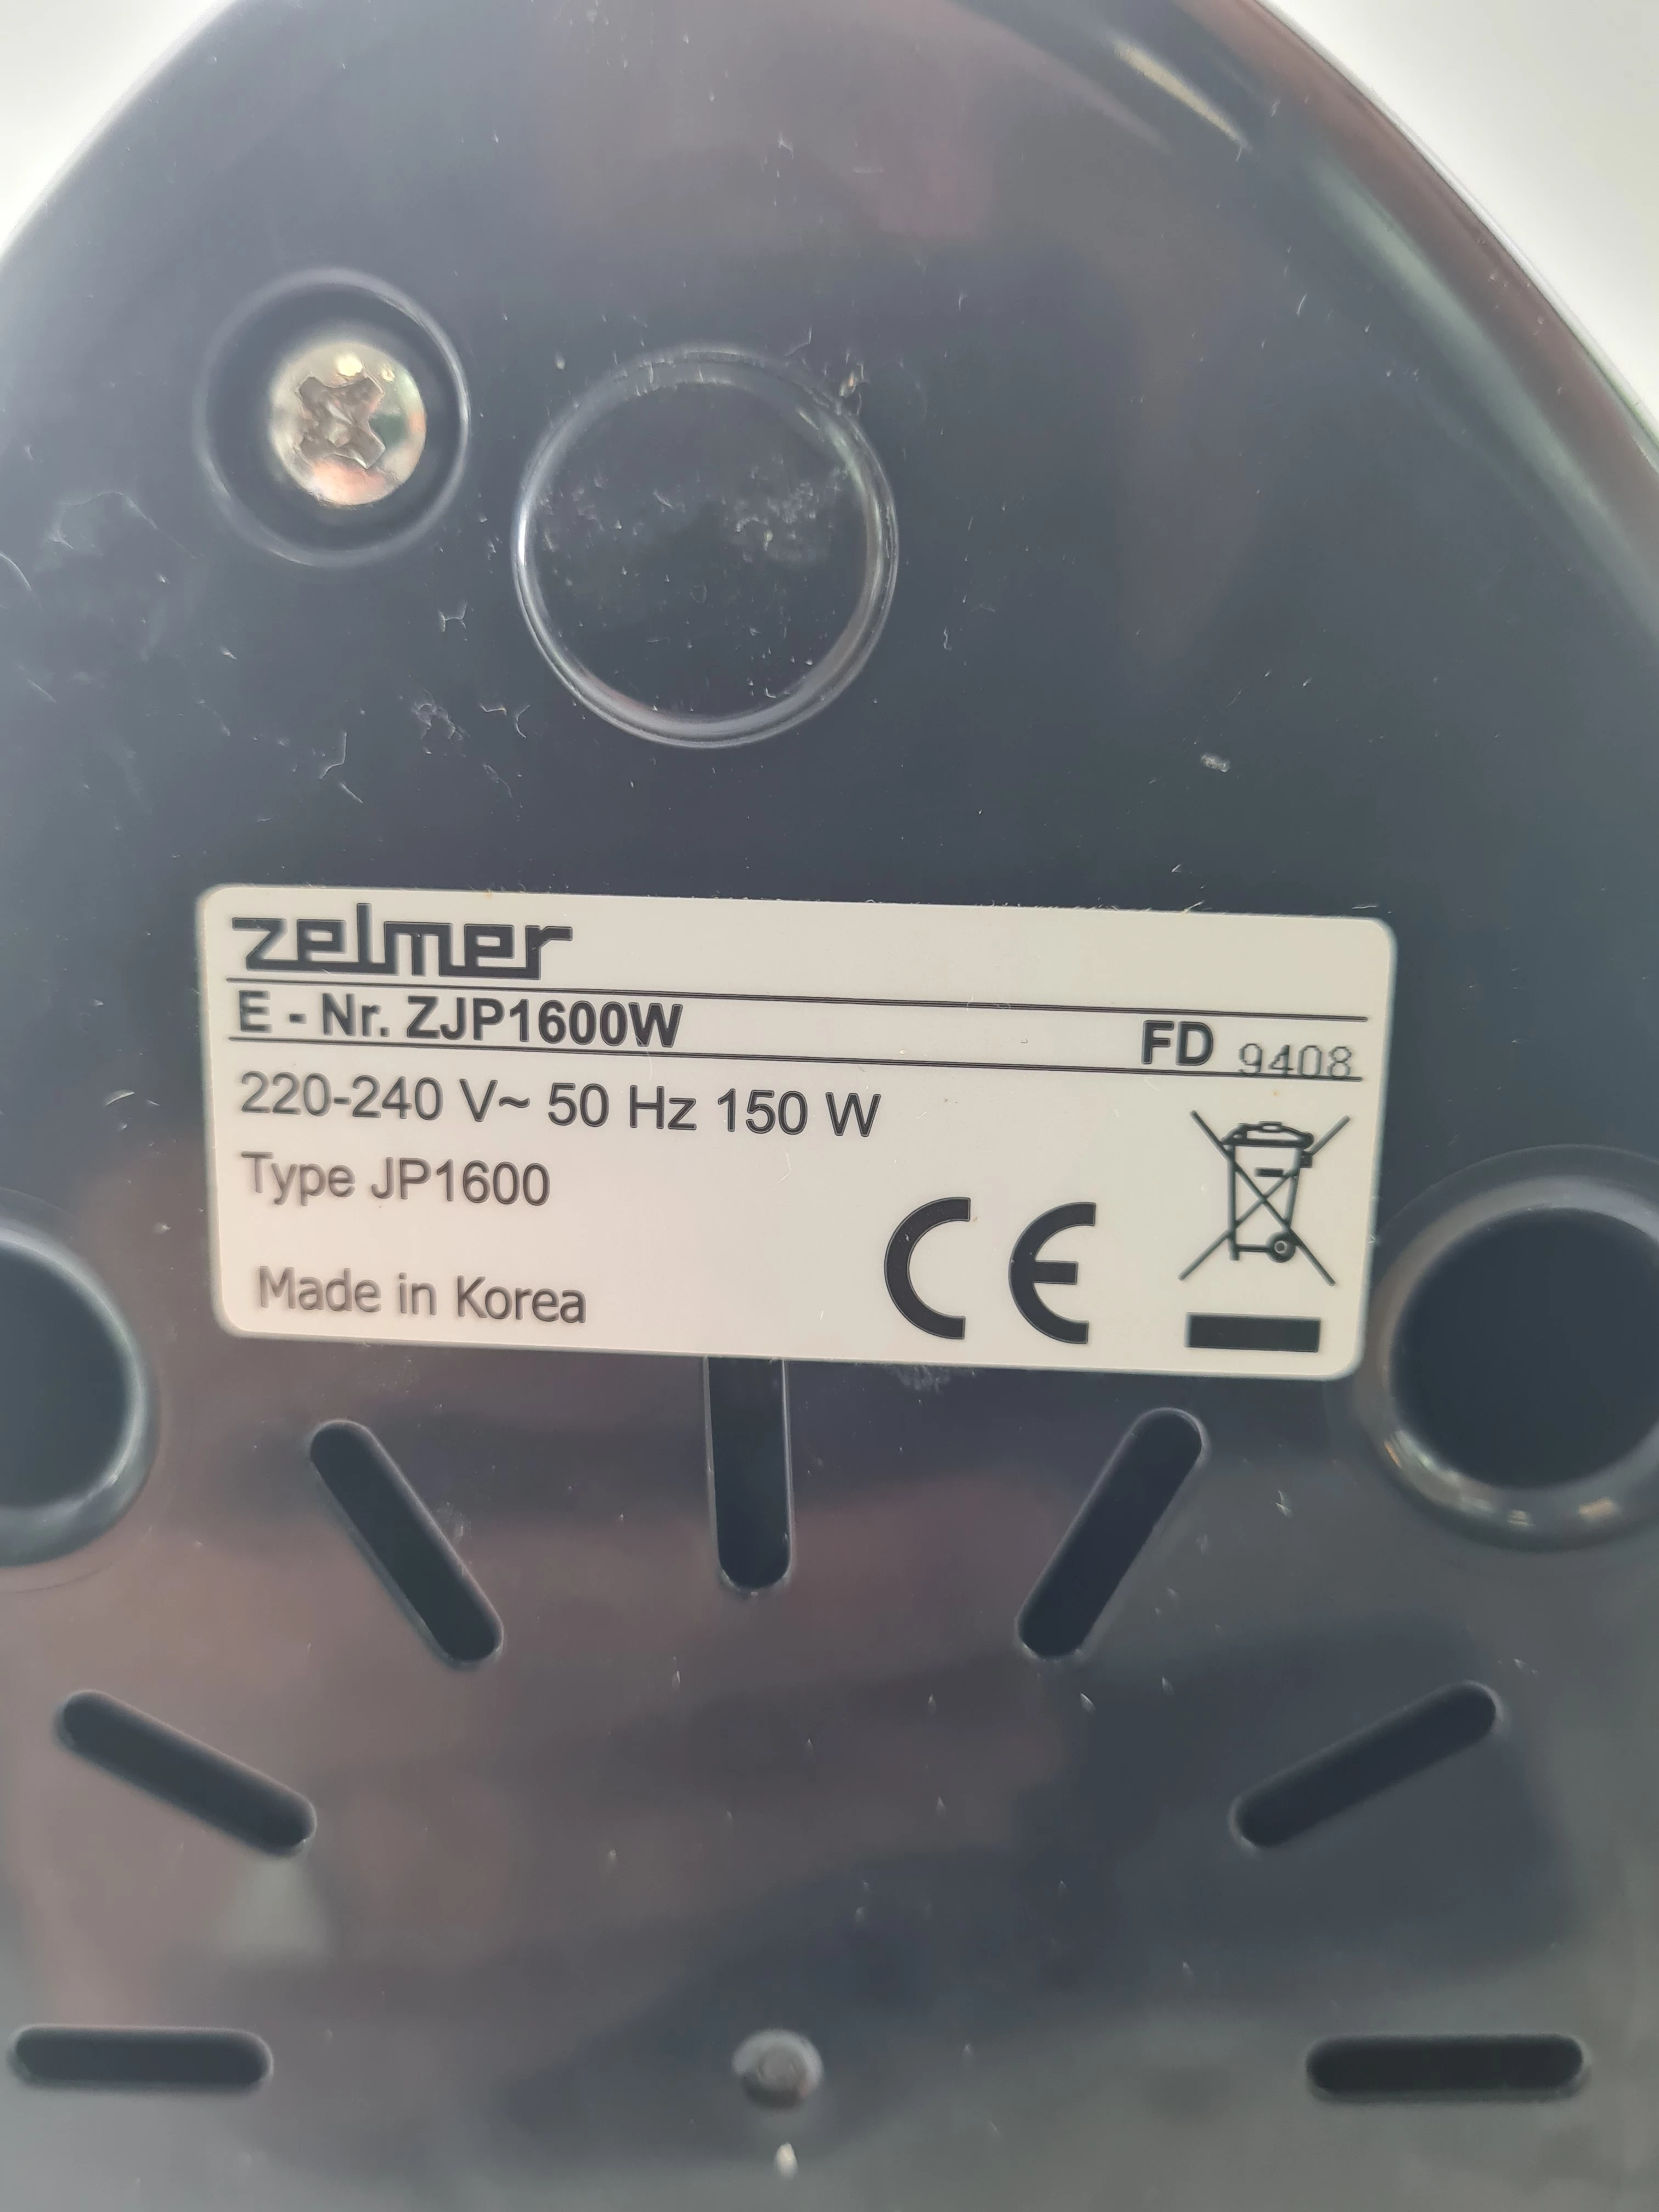 zelmer
E - Nr. ZJP1600W FD 9408
220-240 V~ 50 Hz 150 W
Type JP1600
CE
Made in Korea